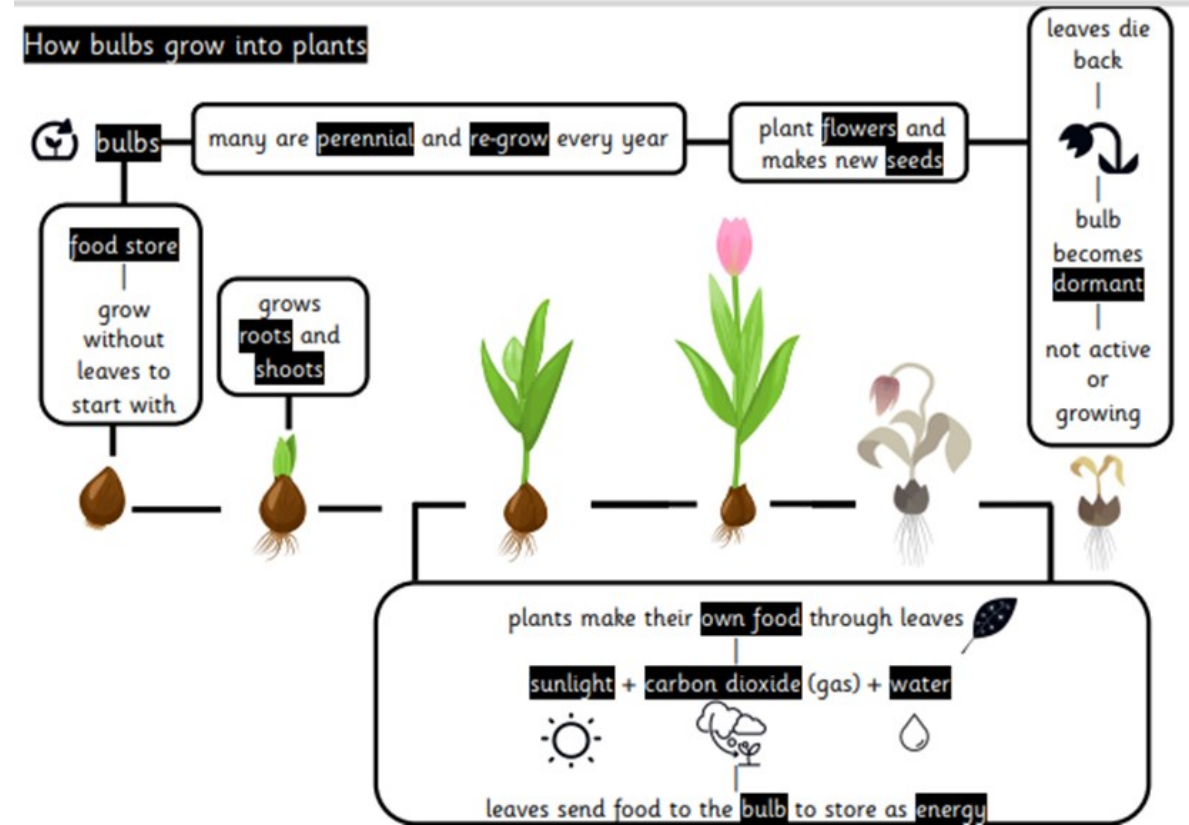 How bulbs grow into plants
bulbs
many are perennial and re-grow every year
plant flowers and
makes new seeds
leaves die
back
bulb
becomes
dormant
not active
or
growing
food store
grow
without
leaves to
start with
grows
roots and
shoots
plants make their own food through leaves
sunlight + carbon dioxide (gas) + water
leaves send food to the bulb to store as energy